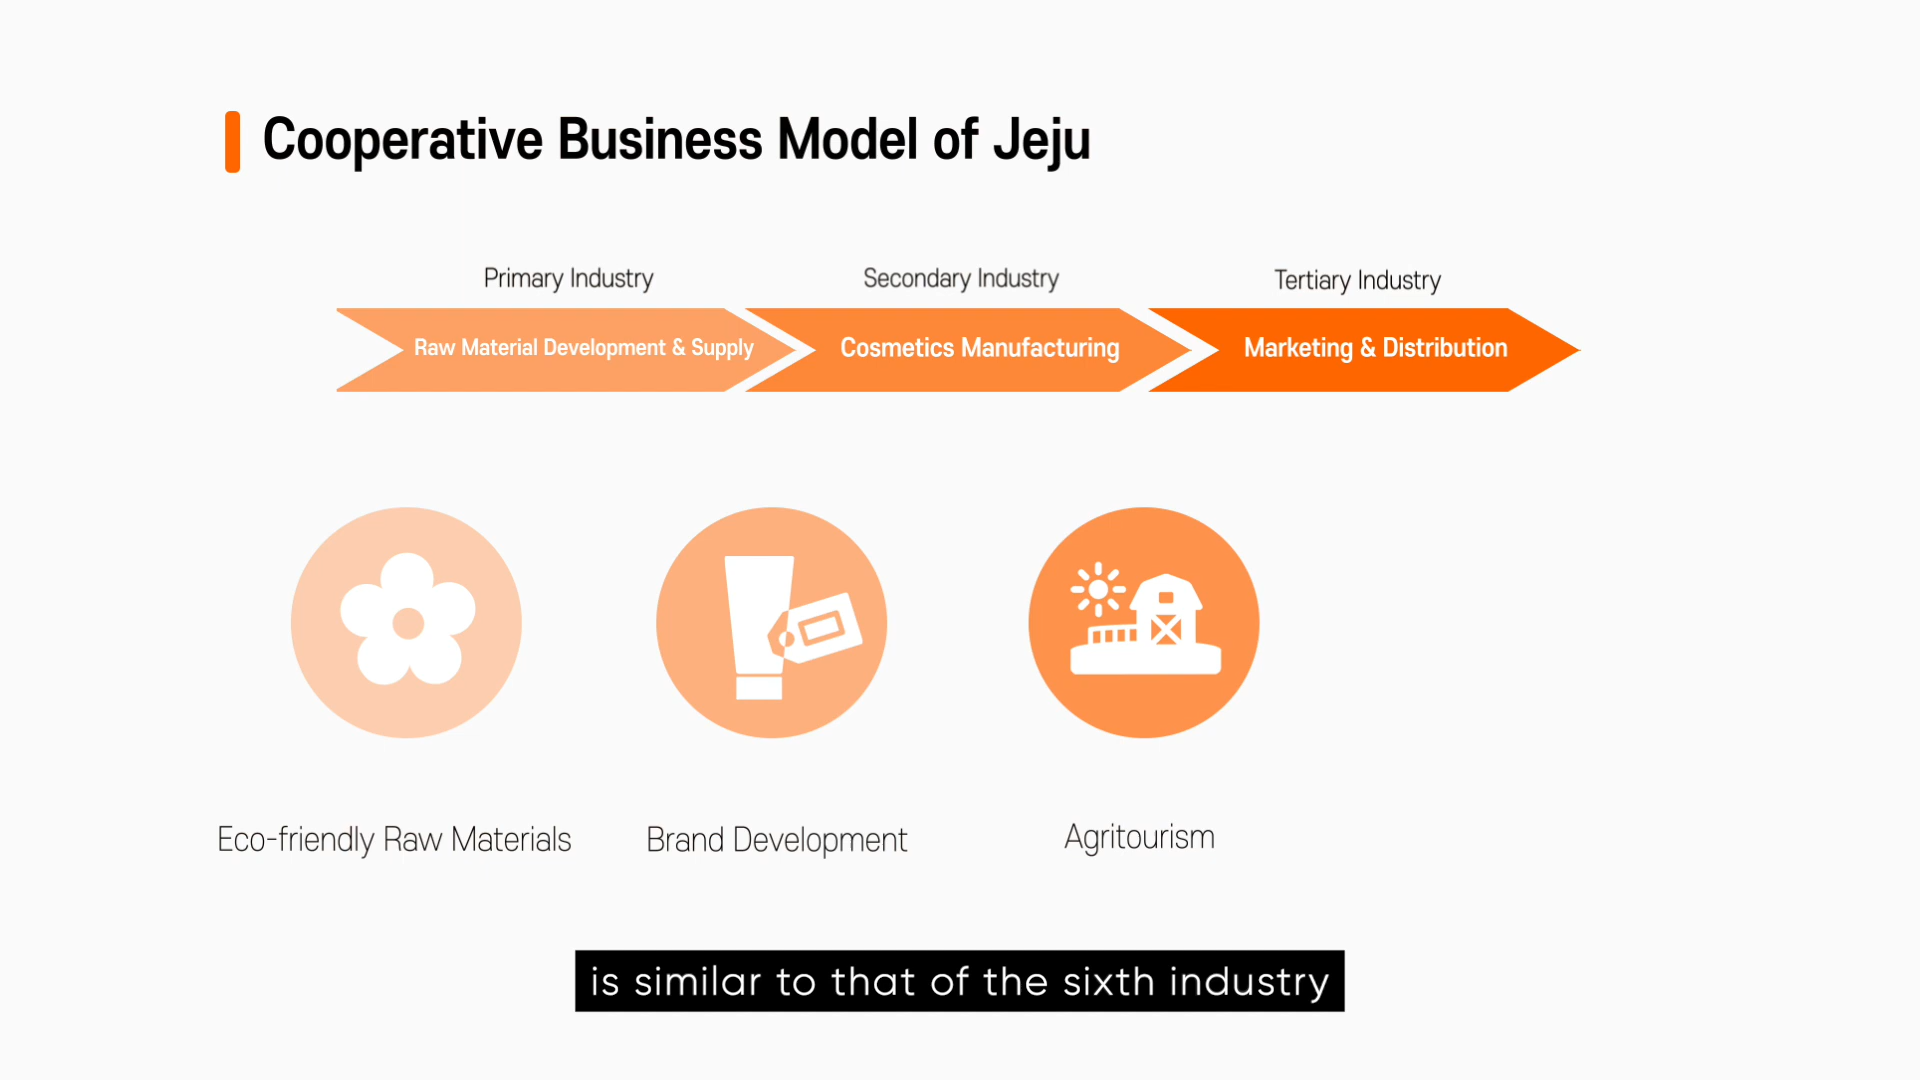 Cooperative Business Model of Jeju
Primary Industry
Secondary Industry
Tertiary Industry
Raw Material Development & Supply
Cosmetics Manufacturing
Marketing & Distribution
Eco-friendly Raw Materials
Brand Development
Agritourism
is similar to that of the sixth industry